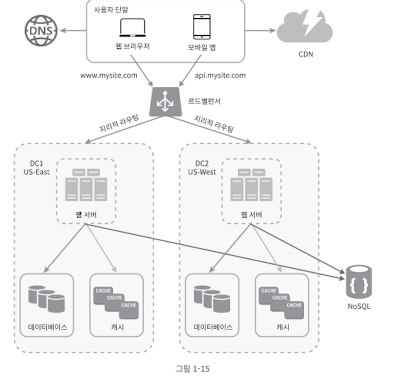 사용자 단말
DNS
웹 브라우저
모바일 앱
CDN
www.mysite.com
api.mysite.com
로드밸런서
지리적 라우팅
지리적 라우팅
DC1
US-East
DC2
US-West
웹 서버
웹 서버
CACHE
CACHE
CACHE
CACHE
CACHE
CACHE
데이터베이스
캐시
데이터베이스
캐시
{ }
NoSQL
그림 1-15